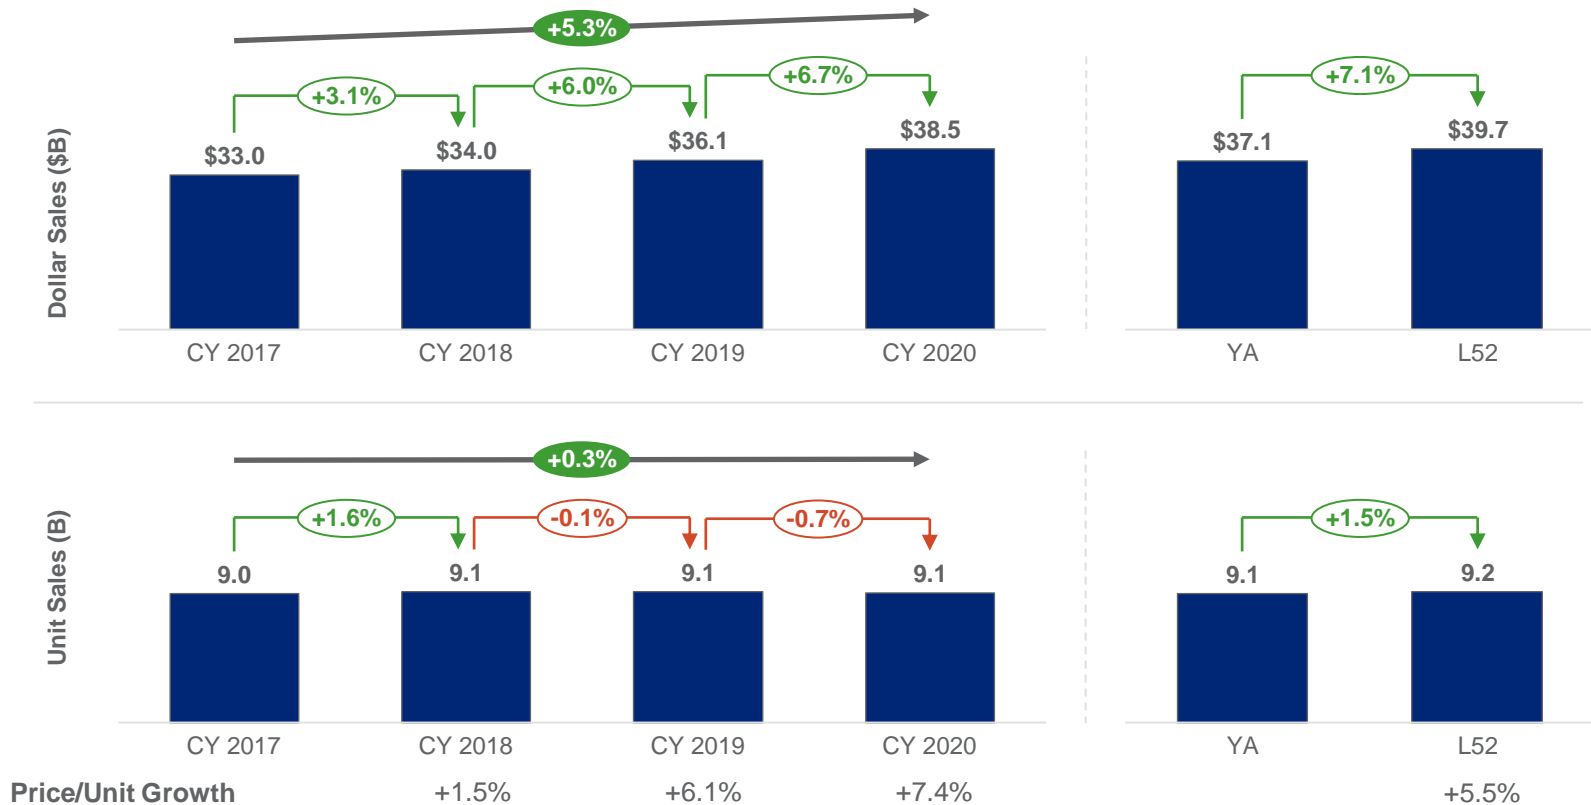 +5.3%
+3.1%
+6.0%
+6.7%
+7.1%
Dollar Sales ($B)
$33.0
$34.0
$36.1
$38.5
$37.1
$39.7
CY 2017
CY 2018
CY 2019
CY 2020
YA
L52
+0.3%
+1.6%
-0.1%
-0.7%
+1.5%
Unit Sales (B)
9.0
9.1
9.1
9.1
9.1
9.2
CY 2017
CY 2018
CY 2019
CY 2020
YA
L52
Price/Unit Growth +1.5% +6.1% +7.4% +5.5%